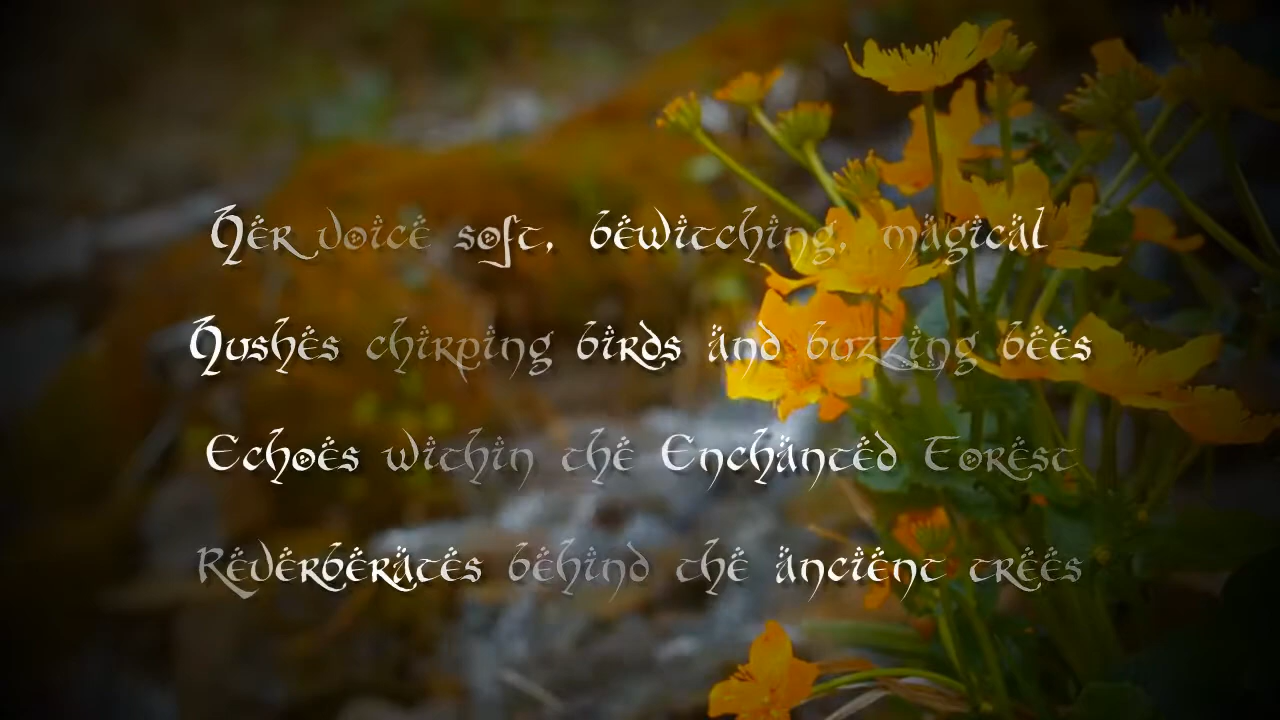 Her voice soft, bewitching, magical
Hushes chirping birds and buzzing bees
Echoes within the Enchanted Forest
Reverberates behind the ancient trees